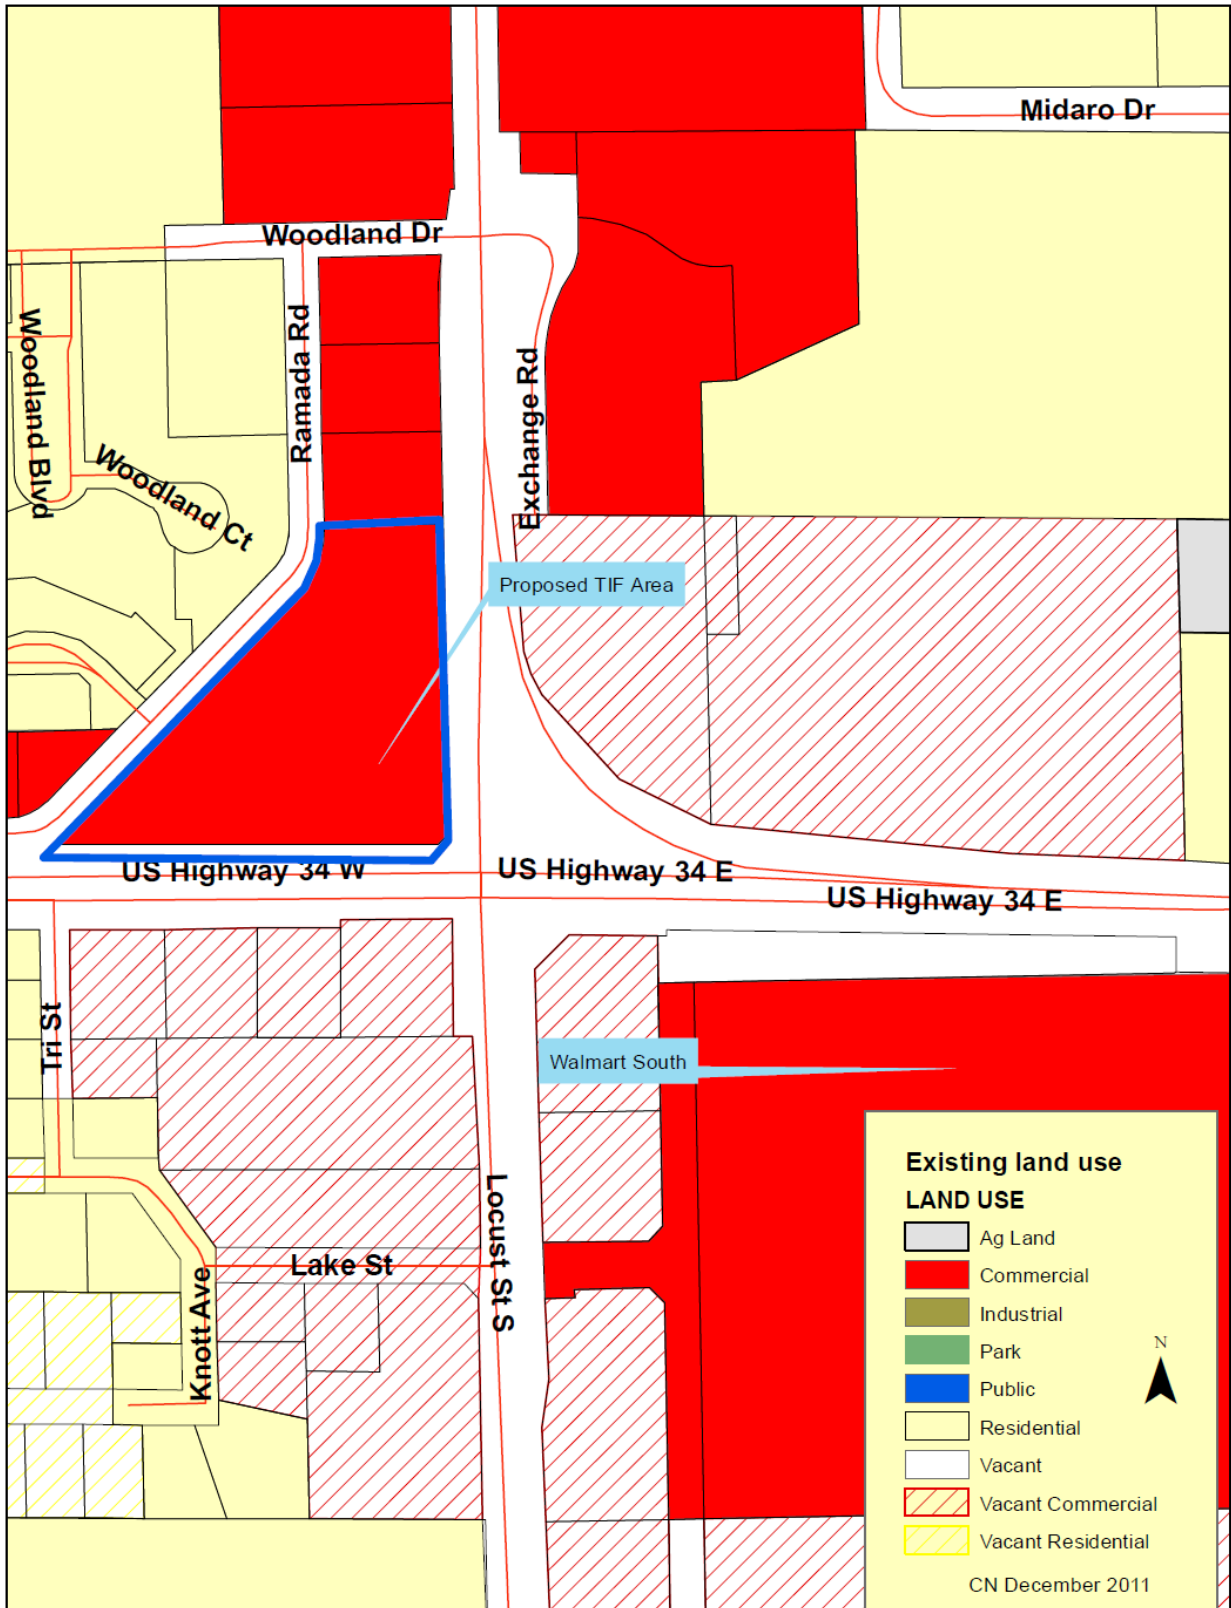 Midaro Dr
Woodland Dr
Woodland Blvd
Ramada Rd
Exchange Rd
Woodland Ct
Proposed TIF Area
US Highway 34 W
US Highway 34 E
US Highway 34 E
Tri St
Walmart South
Locust St S
Lake St
Knott Ave
Existing land use
LAND USE
Ag Land
Commercial
Industrial
Park
Public
Residential
Vacant
Vacant Commercial
Vacant Residential
N
CN December 2011